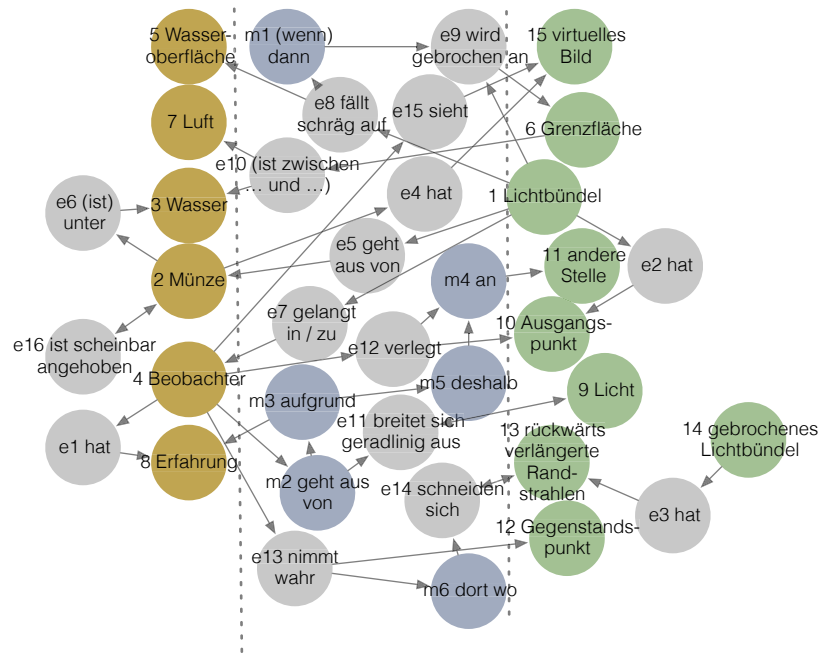 5 Wasser-
oberfläche
m1 (wenn)
dann
e9 wird
gebrochen an
15 virtuelles
Bild
e8 fällt
schräg auf
e15 sieht
7 Luft
6 Grenzfläche
e10 (ist zwischen
... und ...)
e4 hat
1 Lichtbündel
e6 (ist)
unter
3 Wasser
e5 geht
aus von
11 andere
Stelle
e2 hat
2 Münze
m4 an
e7 gelangt
in / zu
10 Ausgangs-
punkt
e16 ist scheinbar
angehoben
e12 verlegt
4 Beobachter
m5 deshalb
9 Licht
m3 aufgrund
e11 breitet sich
geradlinig aus
13 rückwärts
verlängerte
Rand-
strahlen
14 gebrochenes
Lichtbündel
e1 hat
8 Erfahrung
m2 geht aus
von
e14 schneiden
sich
e3 hat
12 Gegenstands-
punkt
e13 nimmt
wahr
m6 dort wo